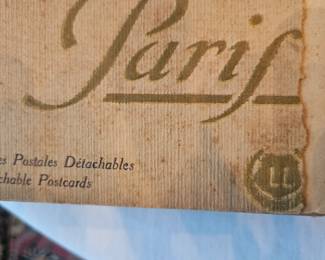 Paris
es Postales Détachables
chable Postcards
LL